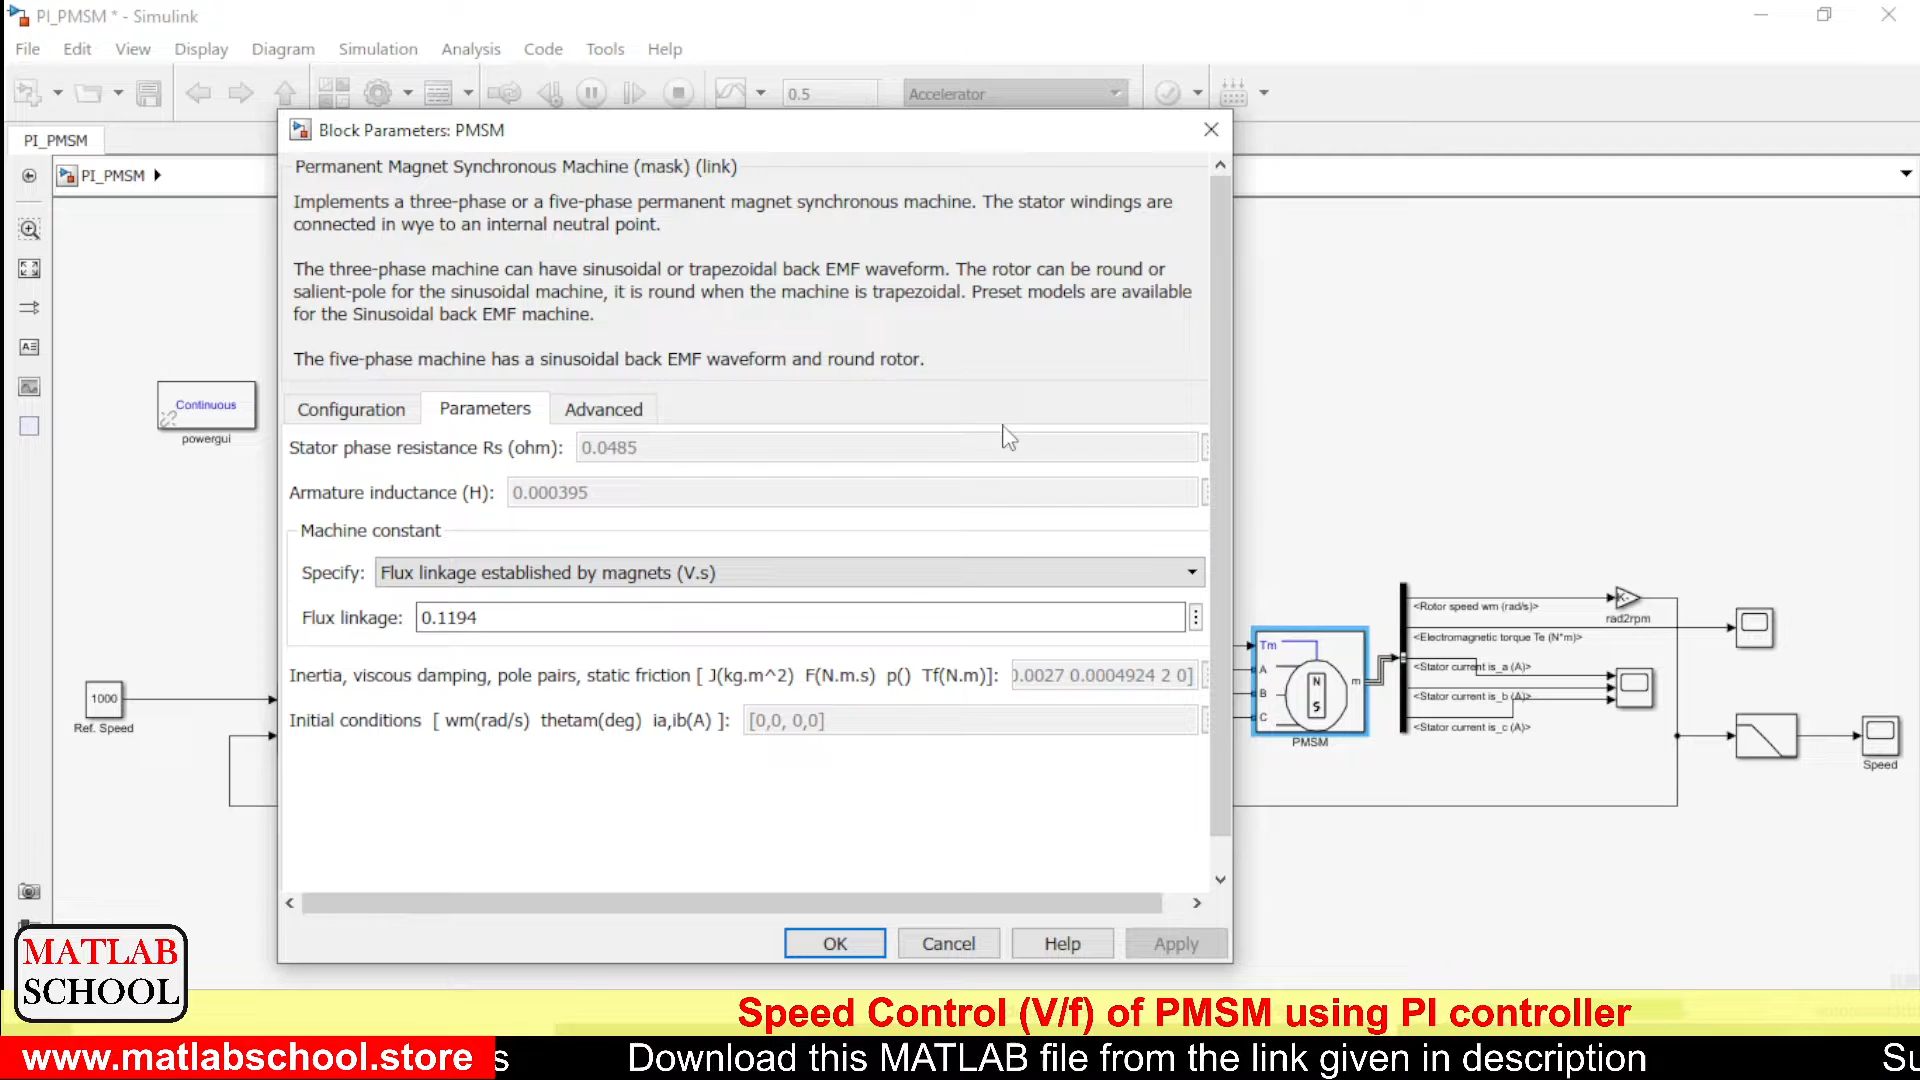 PI_PMSM * - Simulink
File Edit View Display Diagram Simulation Analysis Code Tools Help
0.5 Accelerator
PI_PMSM
PI_PMSM
Block Parameters: PMSM
Permanent Magnet Synchronous Machine (mask) (link)
Implements a three-phase or a five-phase permanent magnet synchronous machine. The stator windings are
connected in wye to an internal neutral point.
The three-phase machine can have sinusoidal or trapezoidal back EMF waveform. The rotor can be round or
salient-pole for the sinusoidal machine, it is round when the machine is trapezoidal. Preset models are available
for the Sinusoidal back EMF machine.
The five-phase machine has a sinusoidal back EMF waveform and round rotor.
Configuration Parameters Advanced
Stator phase resistance Rs (ohm): 0.0485
Armature inductance (H): 0.000395
Machine constant
Specify: Flux linkage established by magnets (V.s)
Flux linkage: 0.1194
Inertia, viscous damping, pole pairs, static friction [ J(kg.m^2) F(N.m.s) p() Tf(N.m)]: 0.0027 0.0004924 2 0]
Initial conditions [ wm(rad/s) thetam(deg) ia,ib(A) ]: [0,0, 0,0]
OK Cancel Help Apply
Continuous
powergui
1000
Ref. Speed
Tm
A
B
C
m
N
S
PMSM
<Rotor speed wm (rad/s)>
<Electromagnetic torque Te (N*m)>
<Stator current is_a (A)>
<Stator current is_b (A)>
<Stator current is_c (A)>
K-
rad2rpm
Speed
MATLAB
SCHOOL
Speed Control (V/f) of PMSM using PI controller
www.matlabschool.store s Download this MATLAB file from the link given in description Su